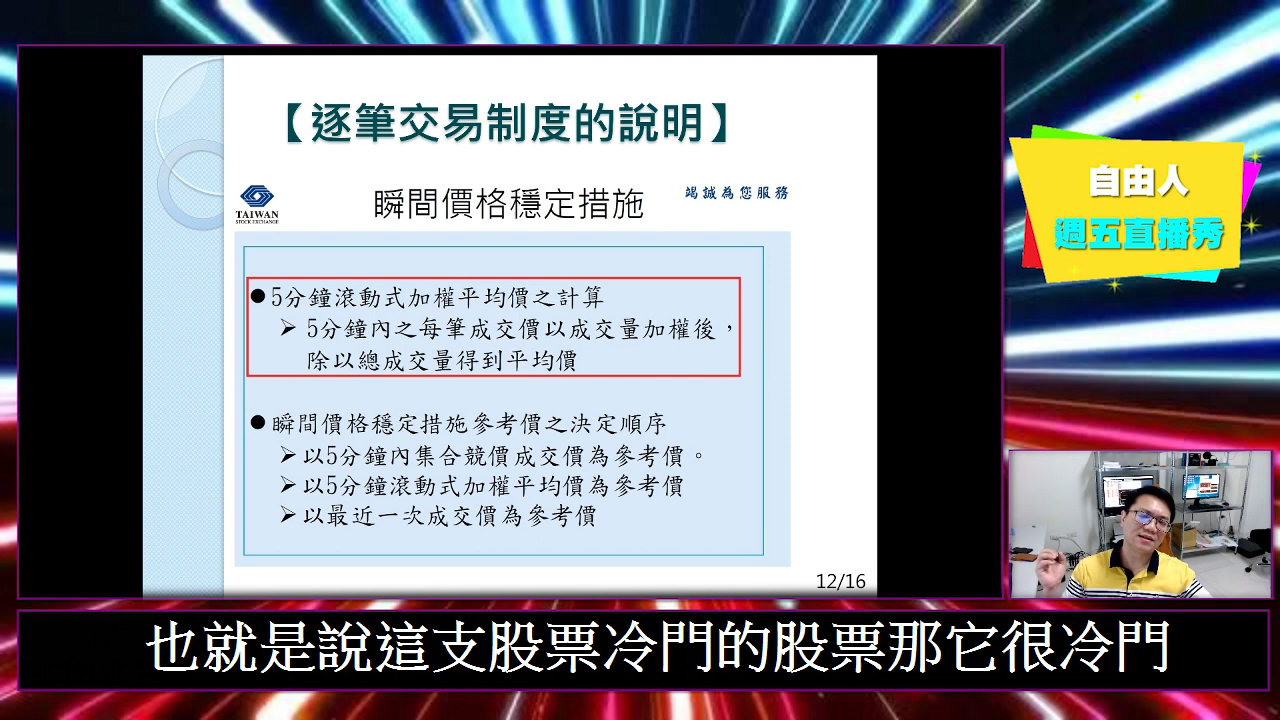 【逐筆交易制度的說明】
TAIWAN
STOCK EXCHANGE
瞬間價格穩定措施
竭誠為您服務
●5分鐘滾動式加權平均價之計算
➢ 5分鐘內之每筆成交價以成交量加權後，
除以總成交量得到平均價
●瞬間價格穩定措施參考價之決定順序
➢以5分鐘內集合競價成交價為參考價。
➢以5分鐘滾動式加權平均價為參考價
➢以最近一次成交價為參考價
12/16
自由人
週五直播秀
也就是說這支股票冷門的股票那它很冷門